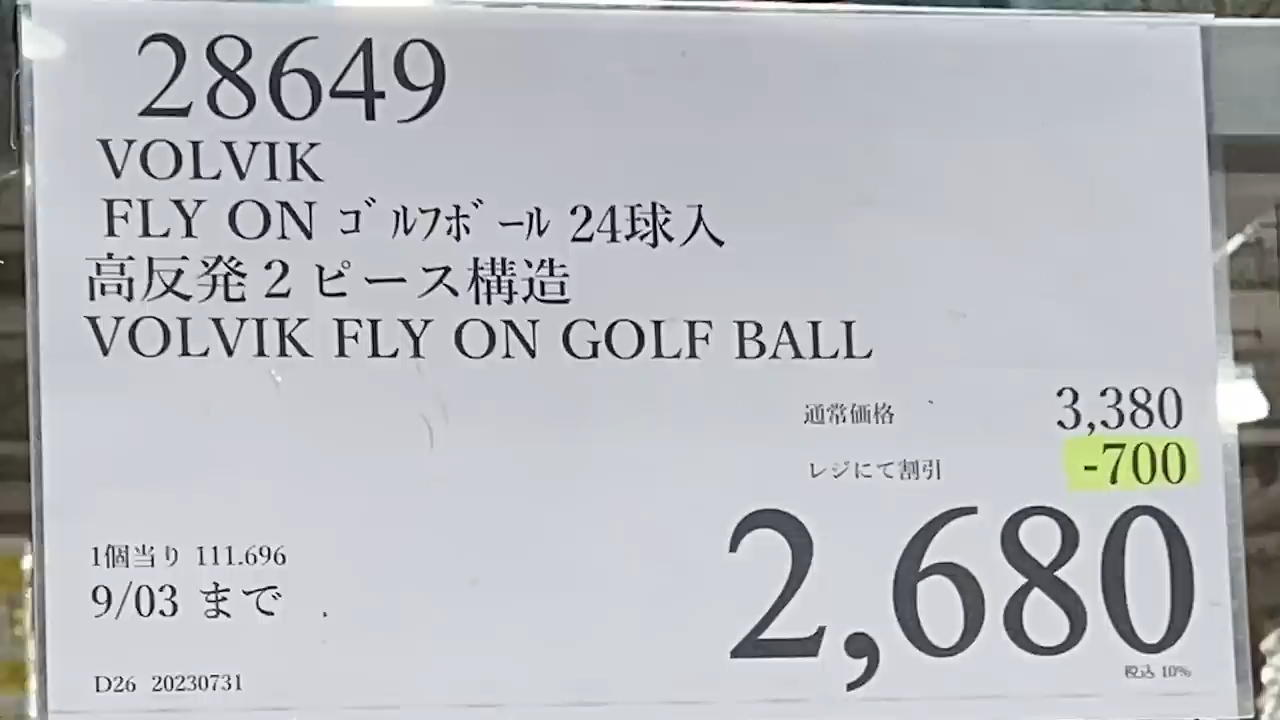 28649
VOLVIK
FLY ON ｺﾞﾙﾌﾎﾞｰﾙ 24球入
高反発2ピース構造
VOLVIK FLY ON GOLF BALL
通常価格 3,380
レジにて割引 -700
2,680
税込 10%
1個当り 111.696
9/03 まで
D26 20230731